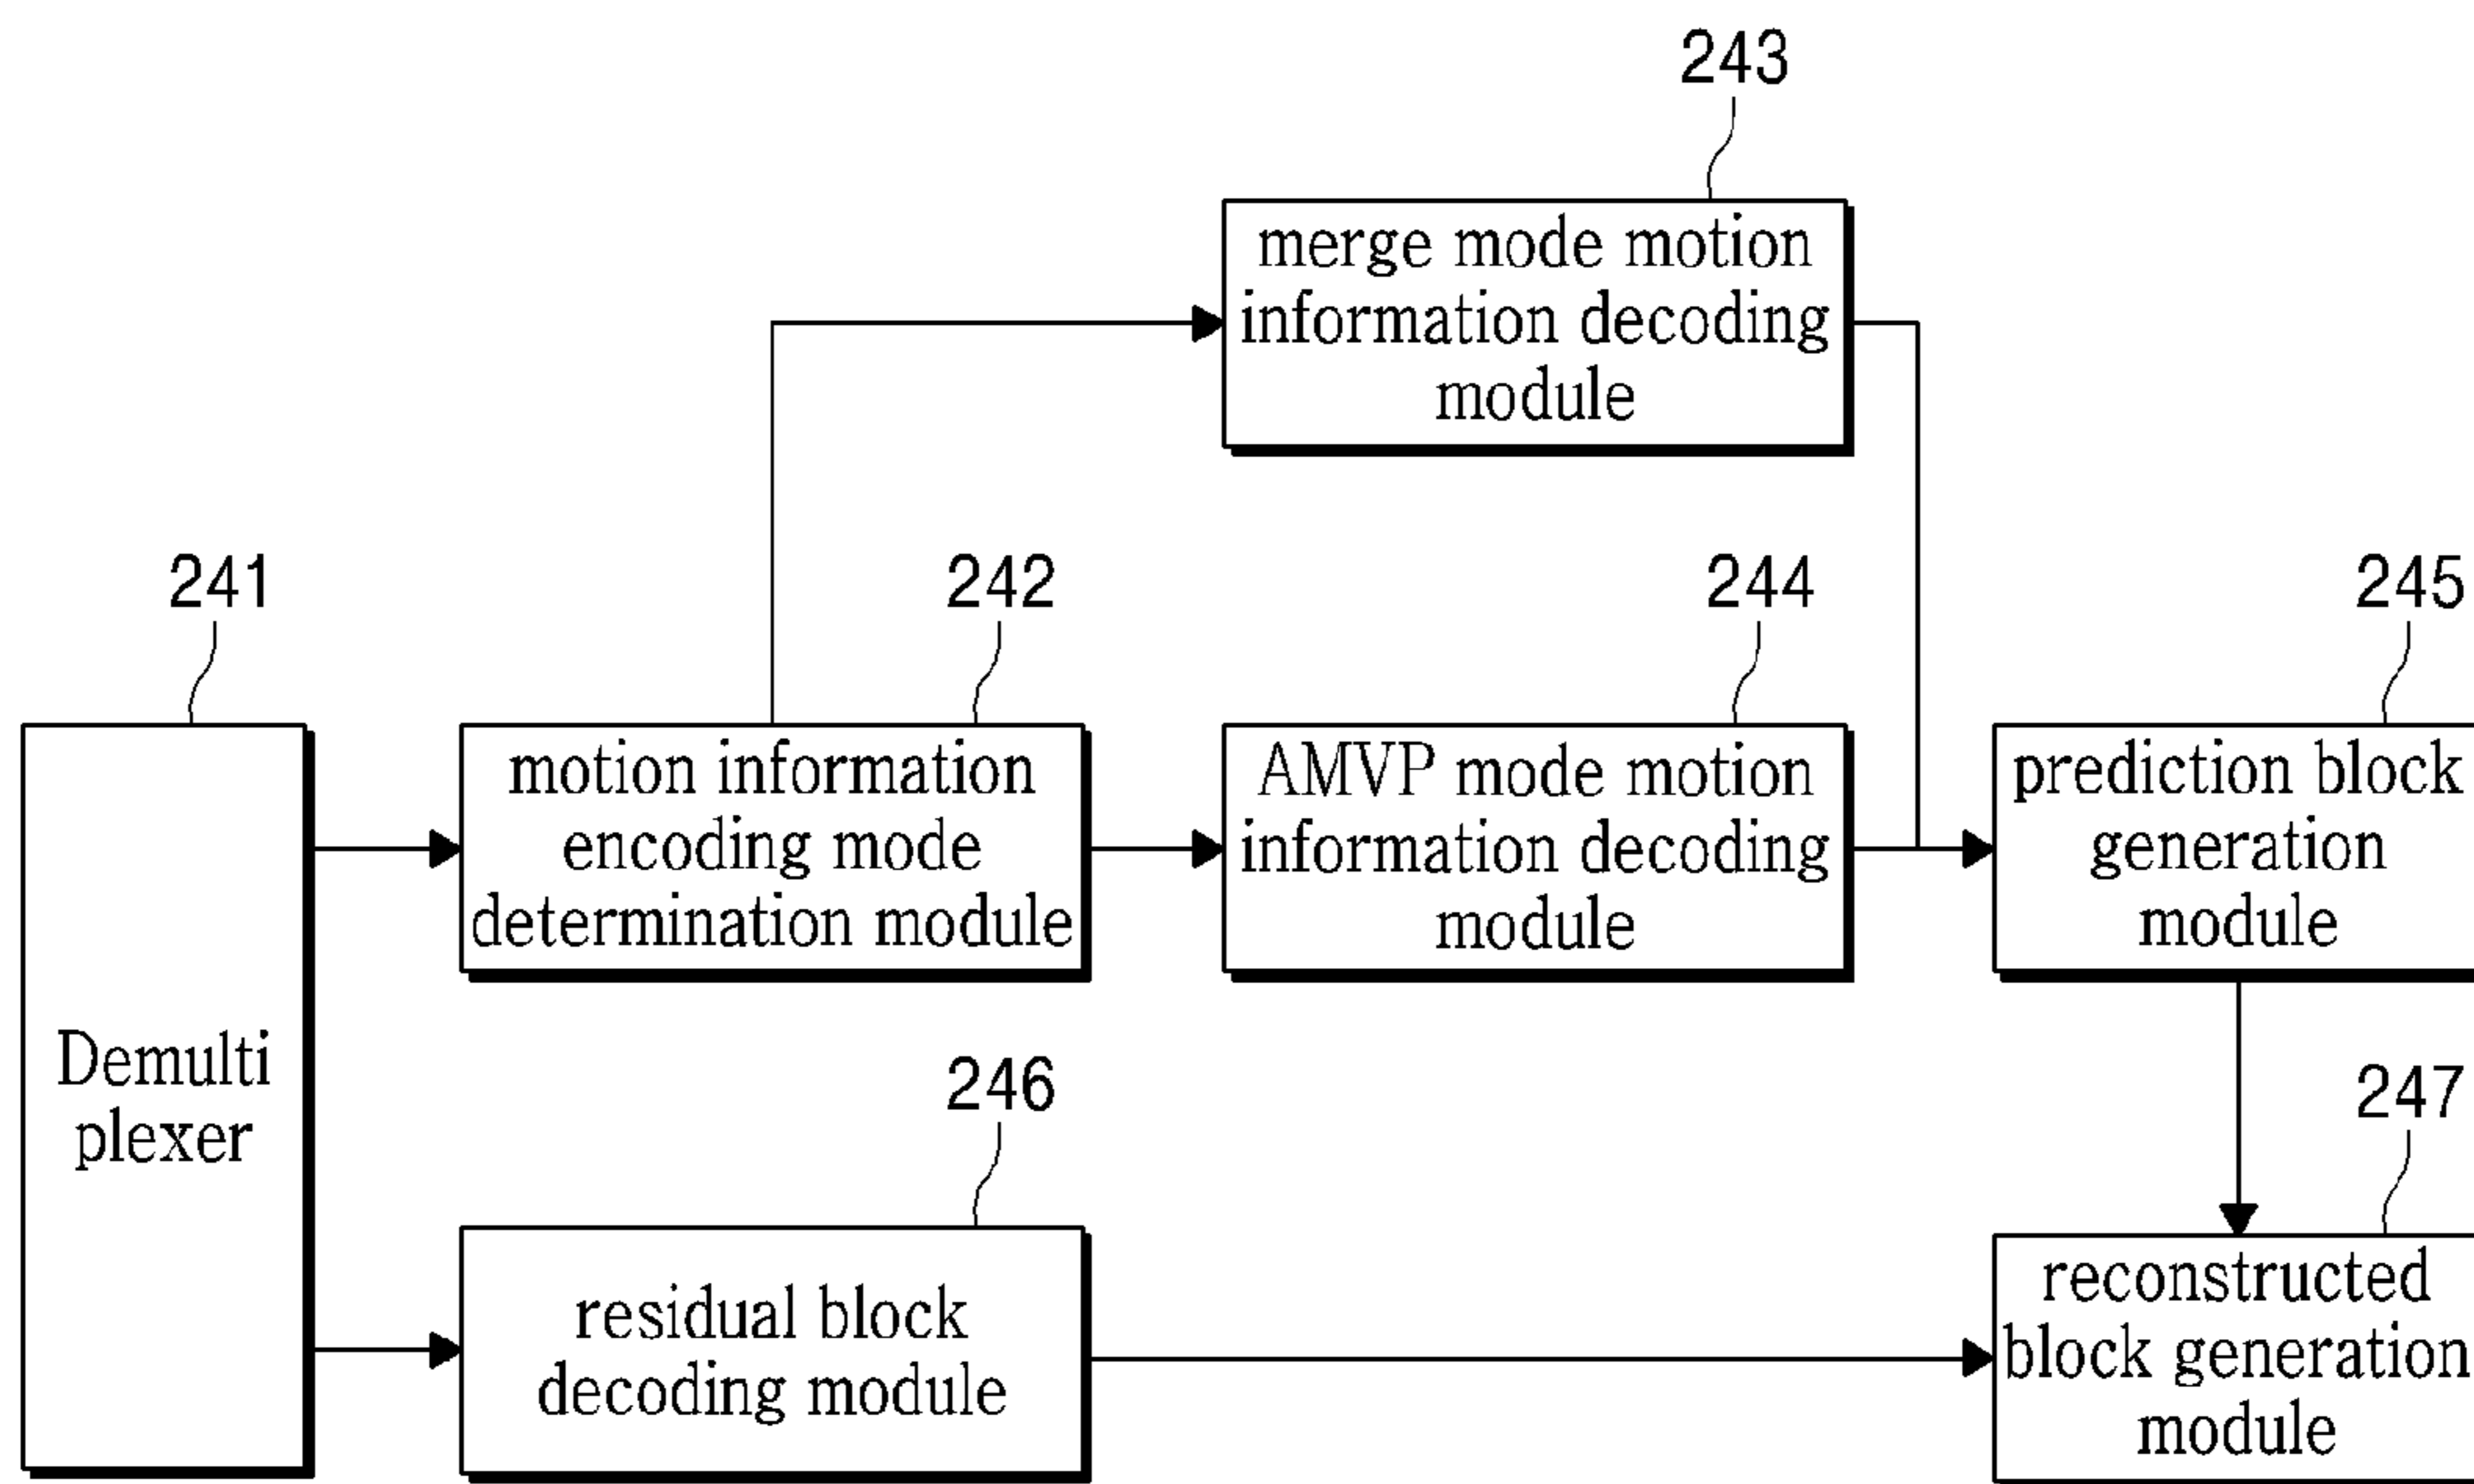 243
merge mode motion
information decoding
module
241
242
244
245
motion information
encoding mode
determination module
AMVP mode motion
information decoding
module
prediction block
generation
module
Demulti
plexer
246
247
residual block
decoding module
reconstructed
block generation
module